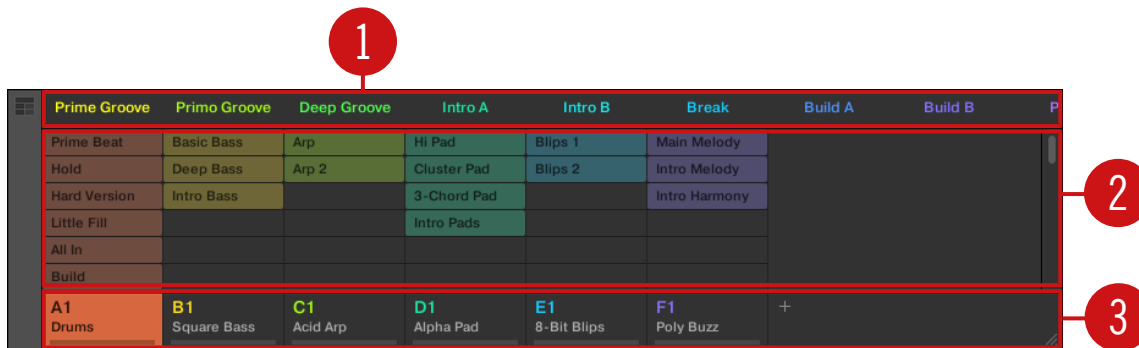 1
Prime Groove Primo Groove Deep Groove Intro A Intro B Break Build A Build B P
Prime Beat Basic Bass Arp Hi Pad Blips 1 Main Melody
Hold Deep Bass Arp 2 Cluster Pad Blips 2 Intro Melody
2
Hard Version Intro Bass 3-Chord Pad Intro Harmony
Little Fill Intro Pads
All In
Build
A1 B1 C1 D1 E1 F1 +
3
Drums Square Bass Acid Arp Alpha Pad 8-Bit Blips Poly Buzz